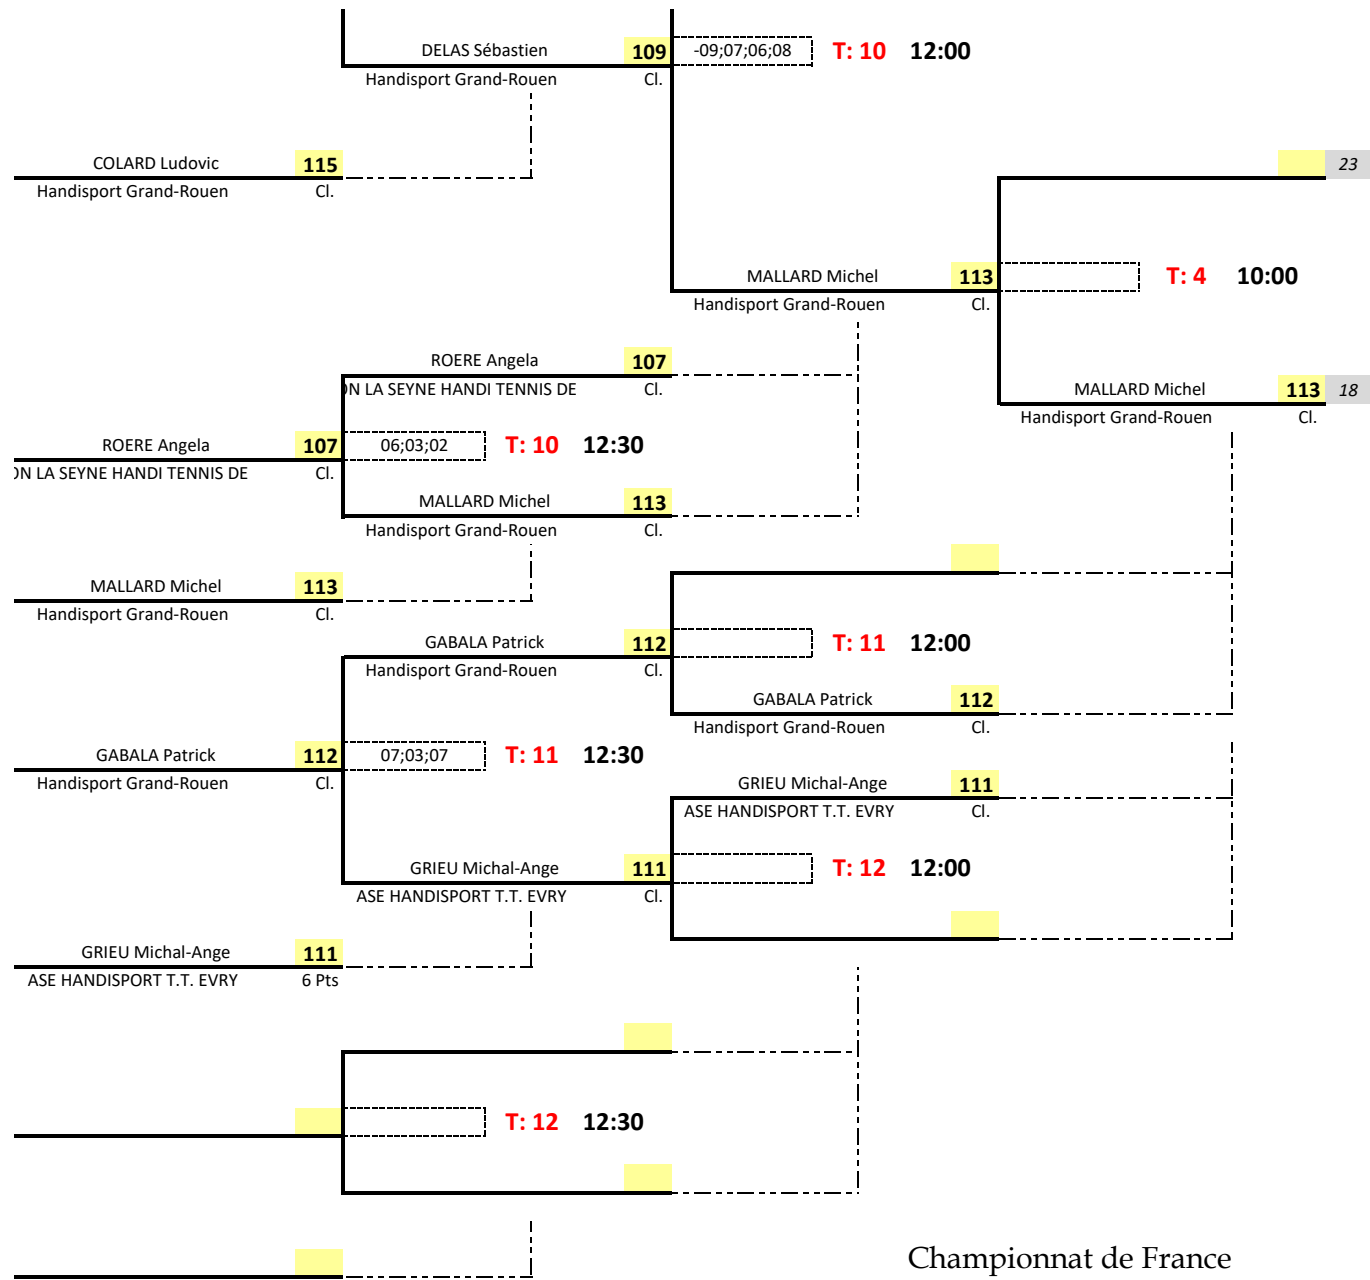 DELAS Sébastien 109 -09;07;06;08 T: 10 12:00
Handisport Grand-Rouen Cl.
COLARD Ludovic 115 23
Handisport Grand-Rouen Cl.
MALLARD Michel 113 T: 4 10:00
Handisport Grand-Rouen Cl.
ROERE Angela 107
ON LA SEYNE HANDI TENNIS DE Cl.
MALLARD Michel 113 18
Handisport Grand-Rouen Cl.
ROERE Angela 107 06;03;02 T: 10 12:30
ON LA SEYNE HANDI TENNIS DE Cl.
MALLARD Michel 113
Handisport Grand-Rouen Cl.
MALLARD Michel 113
Handisport Grand-Rouen Cl.
GABALA Patrick 112 T: 11 12:00
Handisport Grand-Rouen Cl.
GABALA Patrick 112
Handisport Grand-Rouen Cl.
GABALA Patrick 112 07;03;07 T: 11 12:30
Handisport Grand-Rouen Cl.
GRIEU Michal-Ange 111
ASE HANDISPORT T.T. EVRY Cl.
GRIEU Michal-Ange 111 T: 12 12:00
ASE HANDISPORT T.T. EVRY Cl.
GRIEU Michal-Ange 111
ASE HANDISPORT T.T. EVRY 6 Pts
T: 12 12:30
Championnat de France